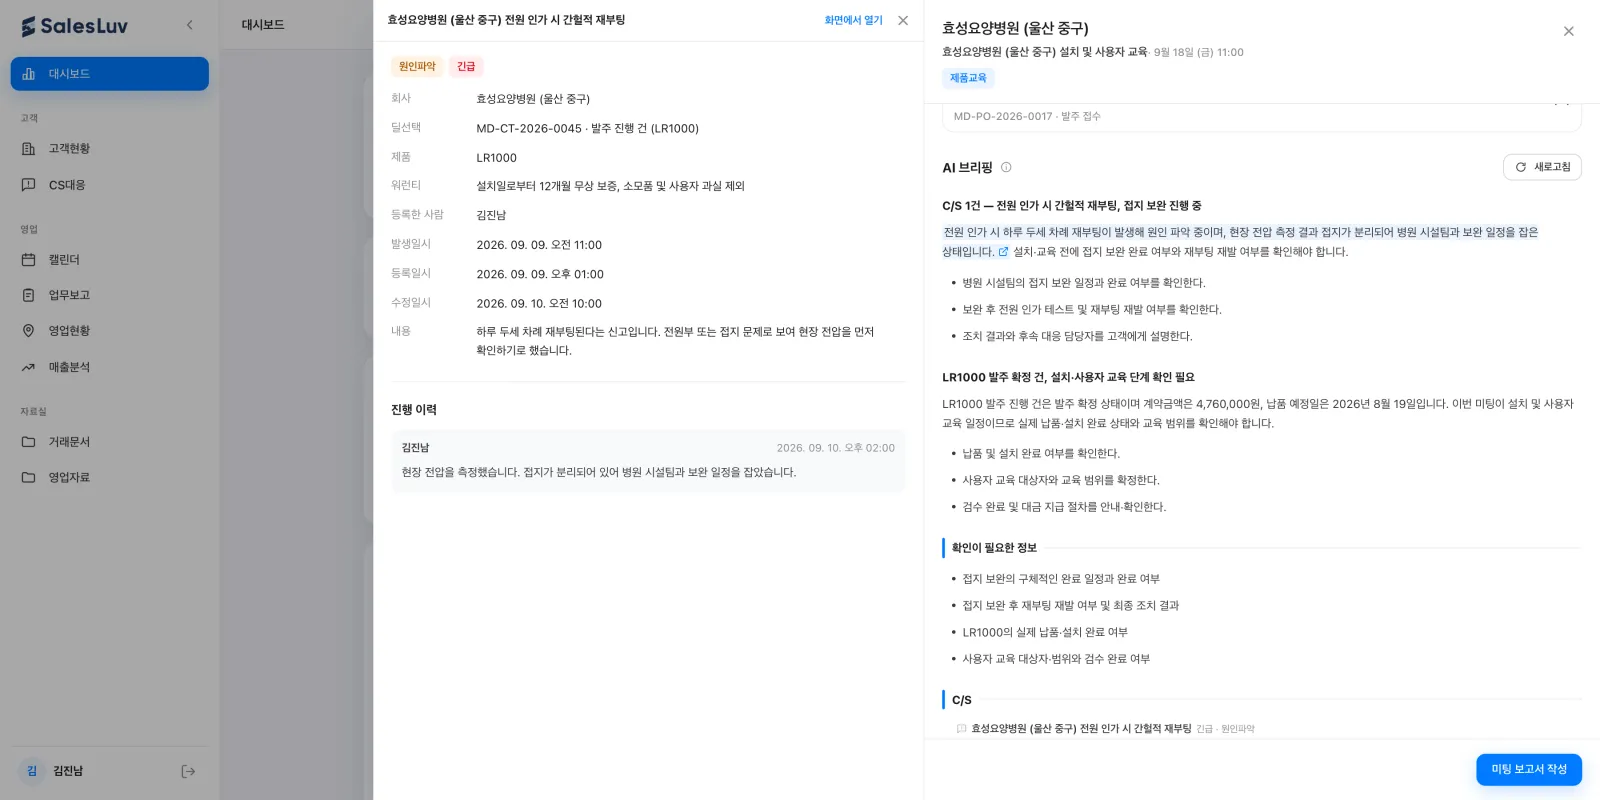 SalesLuv
대시보드
고객
고객현황
CS대응
영업
캘린더
업무보고
영업현황
매출분석
자료실
거래문서
영업자료
김
김진남
대시보드
효성요양병원 (울산 중구) 전원 인가 시 간헐적 재부팅
화면에서 열기
원인파악
긴급
회사
효성요양병원 (울산 중구)
딜선택
MD-CT-2026-0045 · 발주 진행 건 (LR1000)
제품
LR1000
워런티
설치일로부터 12개월 무상 보증, 소모품 및 사용자 과실 제외
등록한 사람
김진남
발생일시
2026. 09. 09. 오전 11:00
등록일시
2026. 09. 09. 오후 01:00
수정일시
2026. 09. 10. 오전 10:00
내용
하루 두세 차례 재부팅된다는 신고입니다. 전원부 또는 접지 문제로 보여 현장 전압을 먼저
확인하기로 했습니다.
진행 이력
김진남
2026. 09. 10. 오후 02:00
현장 전압을 측정했습니다. 접지가 분리되어 있어 병원 시설팀과 보완 일정을 잡았습니다.
효성요양병원 (울산 중구)
효성요양병원 (울산 중구) 설치 및 사용자 교육 · 9월 18일 (금) 11:00
제품교육
MD-PO-2026-0017 · 발주 접수
AI 브리핑
새로고침
C/S 1건 — 전원 인가 시 간헐적 재부팅, 접지 보완 진행 중
전원 인가 시 하루 두세 차례 재부팅이 발생해 원인 파악 중이며, 현장 전압 측정 결과 접지가 분리되어 병원 시설팀과 보완 일정을 잡은
상태입니다. 설치·교육 전에 접지 보완 완료 여부와 재부팅 재발 여부를 확인해야 합니다.
• 병원 시설팀의 접지 보완 일정과 완료 여부를 확인한다.
• 보완 후 전원 인가 테스트 및 재부팅 재발 여부를 확인한다.
• 조치 결과와 후속 대응 담당자를 고객에게 설명한다.
LR1000 발주 확정 건, 설치·사용자 교육 단계 확인 필요
LR1000 발주 진행 건은 발주 확정 상태이며 계약금액은 4,760,000원, 납품 예정일은 2026년 8월 19일입니다. 이번 미팅이 설치 및 사용자
교육 일정이므로 실제 납품·설치 완료 상태와 교육 범위를 확인해야 합니다.
• 납품 및 설치 완료 여부를 확인한다.
• 사용자 교육 대상자와 교육 범위를 확정한다.
• 검수 완료 및 대금 지급 절차를 안내·확인한다.
확인이 필요한 정보
• 접지 보완의 구체적인 완료 일정과 완료 여부
• 접지 보완 후 재부팅 재발 여부 및 최종 조치 결과
• LR1000의 실제 납품·설치 완료 여부
• 사용자 교육 대상자·범위와 검수 완료 여부
C/S
효성요양병원 (울산 중구) 전원 인가 시 간헐적 재부팅 긴급 · 원인파악
미팅 보고서 작성